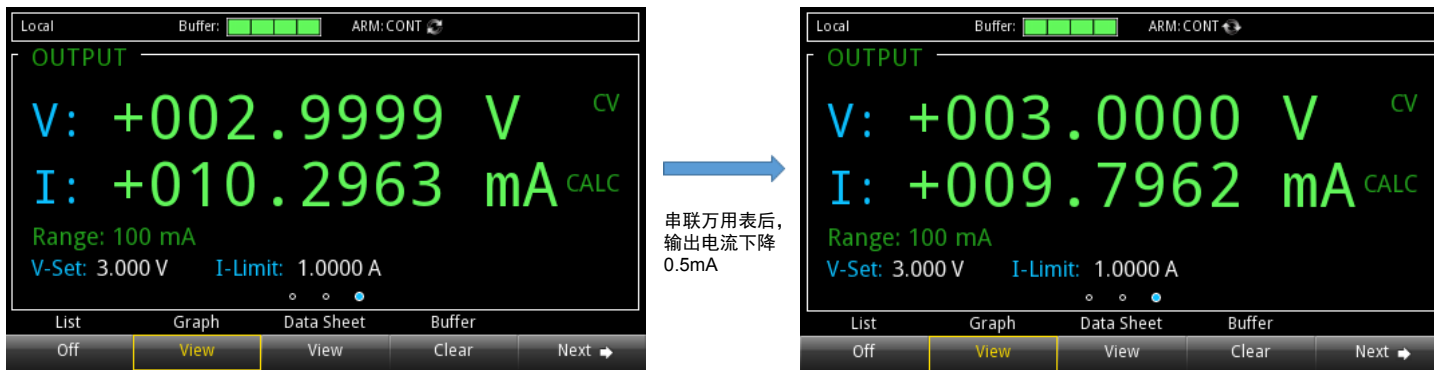 Local Buffer: ARM:CONT
OUTPUT
V: +002.9999 V CV
I: +010.2963 mA CALC
Range: 100 mA
V-Set: 3.000 V I-Limit: 1.0000 A
List Graph Data Sheet Buffer
Off View View Clear Next
串联万用表后，
输出电流下降
0.5mA
Local Buffer: ARM:CONT
OUTPUT
V: +003.0000 V CV
I: +009.7962 mA CALC
Range: 100 mA
V-Set: 3.000 V I-Limit: 1.0000 A
List Graph Data Sheet Buffer
Off View View Clear Next